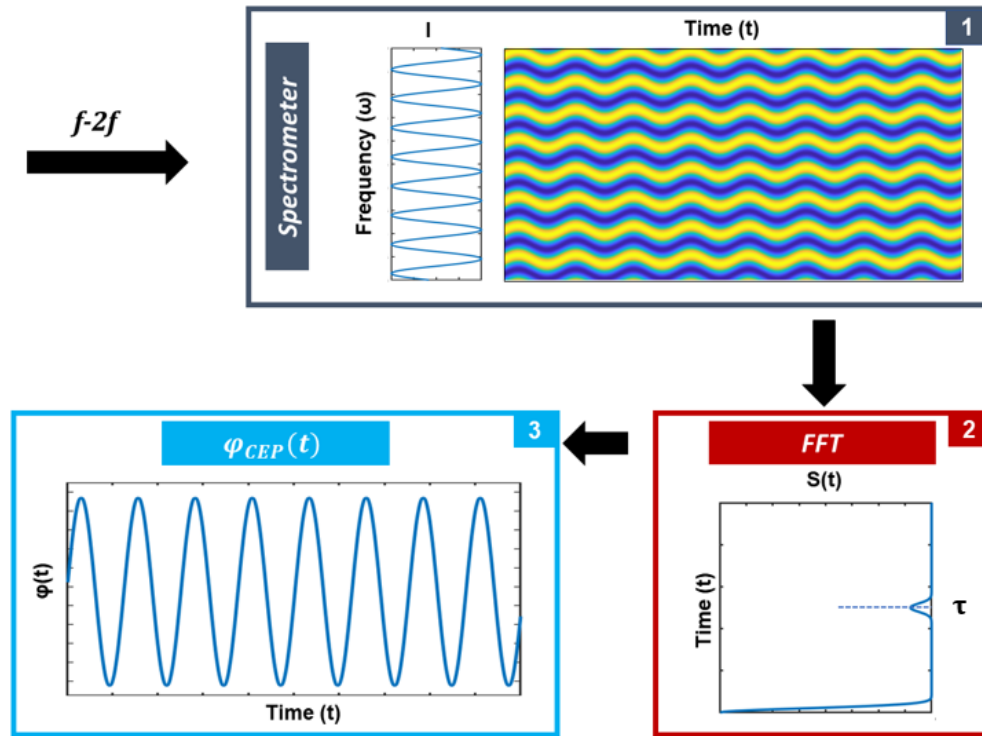 f-2f
1
Spectrometer
I
Frequency (ω)
Time (t)
2
FFT
S(t)
Time (t)
τ
3
φCEP(t)
φ(t)
Time (t)